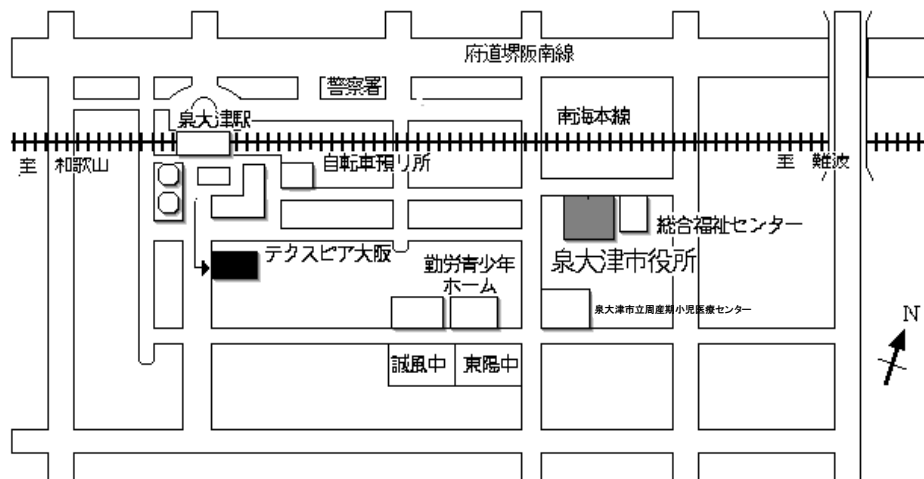 府道堺阪南線
警察署
泉大津駅
南海本線
至 和歌山
自転車預り所
至 難波
総合福祉センター
テクスピア大阪
勤労青少年
ホーム
泉大津市役所
泉大津市立周産期小児医療センター
N
誠風中
東陽中